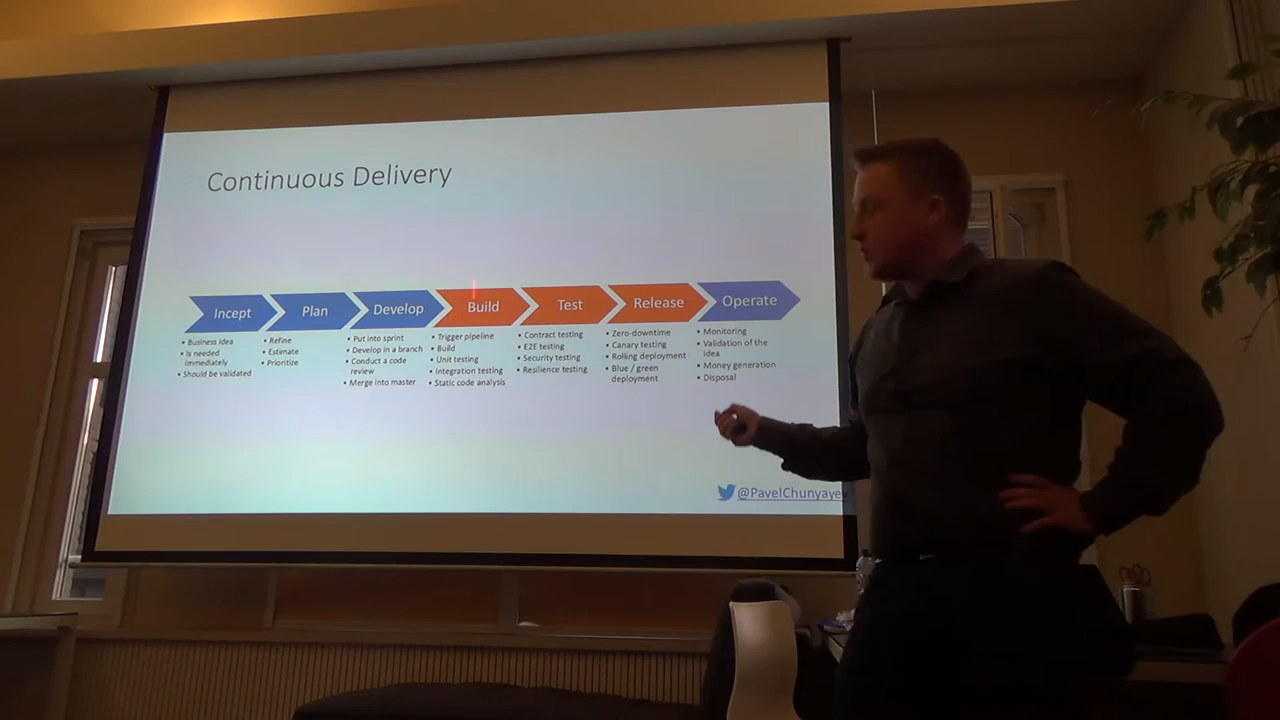 Continuous Delivery
Incept
Plan
Develop
Build
Test
Release
Operate
• Business idea
• Is needed
immediately
• Should be validated
• Refine
• Estimate
• Prioritize
• Put into sprint
• Develop in a branch
• Conduct a code
review
• Merge into master
• Trigger pipeline
• Build
• Unit testing
• Integration testing
• Static code analysis
• Contract testing
• E2E testing
• Security testing
• Resilience testing
• Zero-downtime
• Canary testing
• Rolling deployment
• Blue / green
deployment
• Monitoring
• Validation of the
idea
• Money generation
• Disposal
@PavelChunyayev